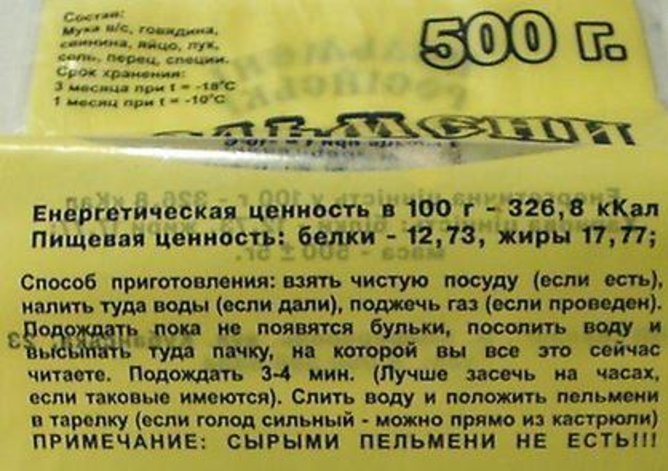 Состав:
Мука в/с, говядина,
свинина, яйцо, лук,
соль, перец, специи.
Срок хранения:
3 месяца при t = -18°C
1 месяц при t = -10°C
500 г.
Энергетическая ценность в 100 г - 326,8 кКал
Пищевая ценность: белки - 12,73, жиры 17,77;
Способ приготовления: взять чистую посуду (если есть),
налить туда воды (если дали), поджечь газ (если проведен).
Подождать пока не появятся бульки, посолить воду и
высыпать туда пачку, на которой вы все это сейчас
читаете. Подождать 3-4 мин. (Лучше засечь на часах,
если таковые имеются). Слить воду и положить пельмени
в тарелку (если голод сильный - можно прямо из кастрюли)
ПРИМЕЧАНИЕ: СЫРЫМИ ПЕЛЬМЕНИ НЕ ЕСТЬ!!!